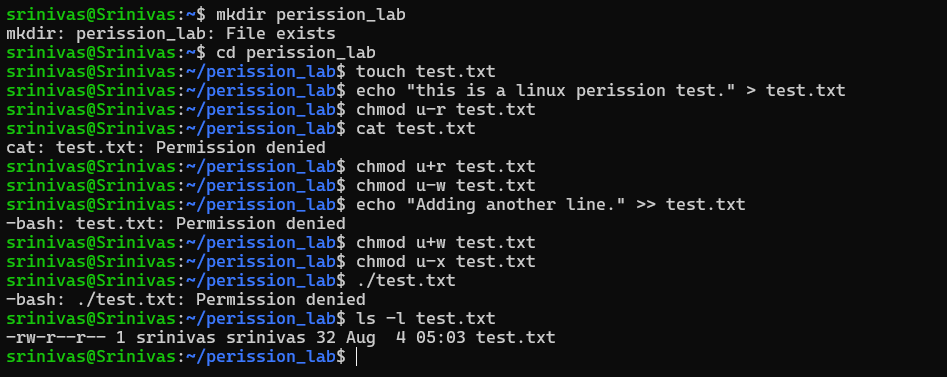 srinivas@Srinivas:~$ mkdir perission_lab
mkdir: perission_lab: File exists
srinivas@Srinivas:~$ cd perission_lab
srinivas@Srinivas:~/perission_lab$ touch test.txt
srinivas@Srinivas:~/perission_lab$ echo "this is a linux perission test." > test.txt
srinivas@Srinivas:~/perission_lab$ chmod u-r test.txt
srinivas@Srinivas:~/perission_lab$ cat test.txt
cat: test.txt: Permission denied
srinivas@Srinivas:~/perission_lab$ chmod u+r test.txt
srinivas@Srinivas:~/perission_lab$ chmod u-w test.txt
srinivas@Srinivas:~/perission_lab$ echo "Adding another line." >> test.txt
-bash: test.txt: Permission denied
srinivas@Srinivas:~/perission_lab$ chmod u+w test.txt
srinivas@Srinivas:~/perission_lab$ chmod u-x test.txt
srinivas@Srinivas:~/perission_lab$ ./test.txt
-bash: ./test.txt: Permission denied
srinivas@Srinivas:~/perission_lab$ ls -l test.txt
-rw-r--r-- 1 srinivas srinivas 32 Aug  4 05:03 test.txt
srinivas@Srinivas:~/perission_lab$